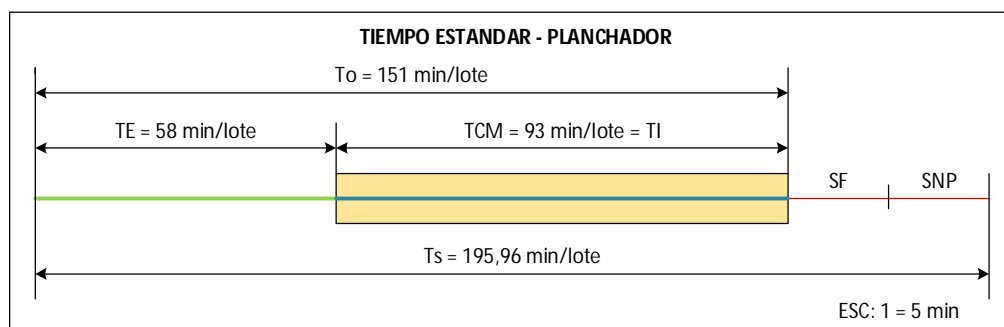 TIEMPO ESTANDAR - PLANCHADOR
To = 151 min/lote
TE = 58 min/lote
TCM = 93 min/lote = TI
SF
SNP
Ts = 195,96 min/lote
ESC: 1 = 5 min